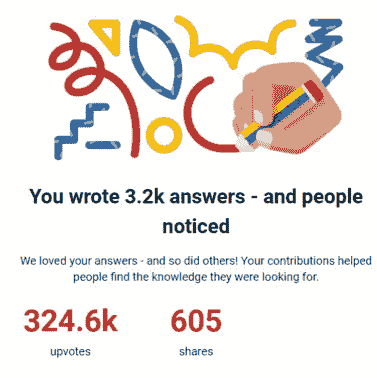 You wrote 3.2k answers - and people
noticed
We loved your answers - and so did others! Your contributions helped
people find the knowledge they were looking for.
324.6k 605
upvotes shares